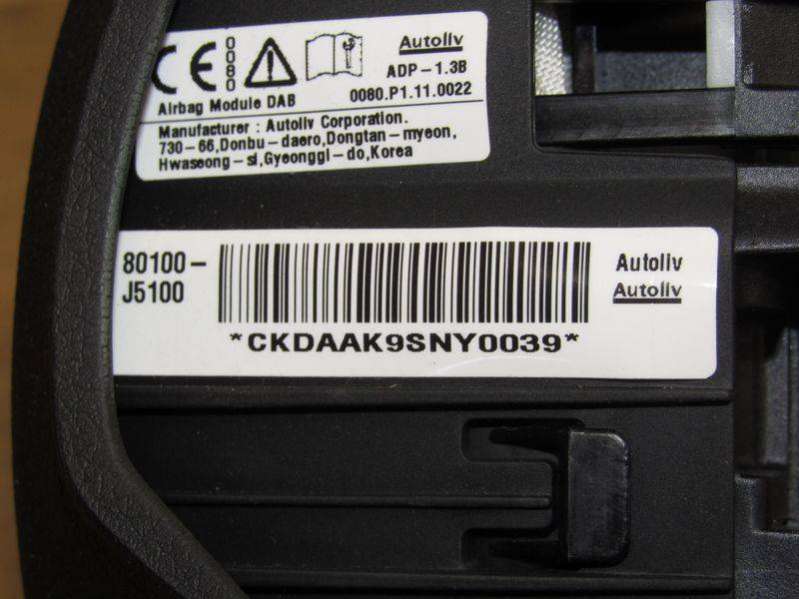 CE 0080
Autoliv
ADP-1.3B
Airbag Module DAB
0080.P1.11.0022
Manufacturer : Autoliv Corporation.
730-66,Donbu-daero,Dongtan-myeon,
Hwaseong-si,Gyeonggi-do,Korea
80100-
J5100
Autoliv
Autoliv
*CKDAAK9SNY0039*